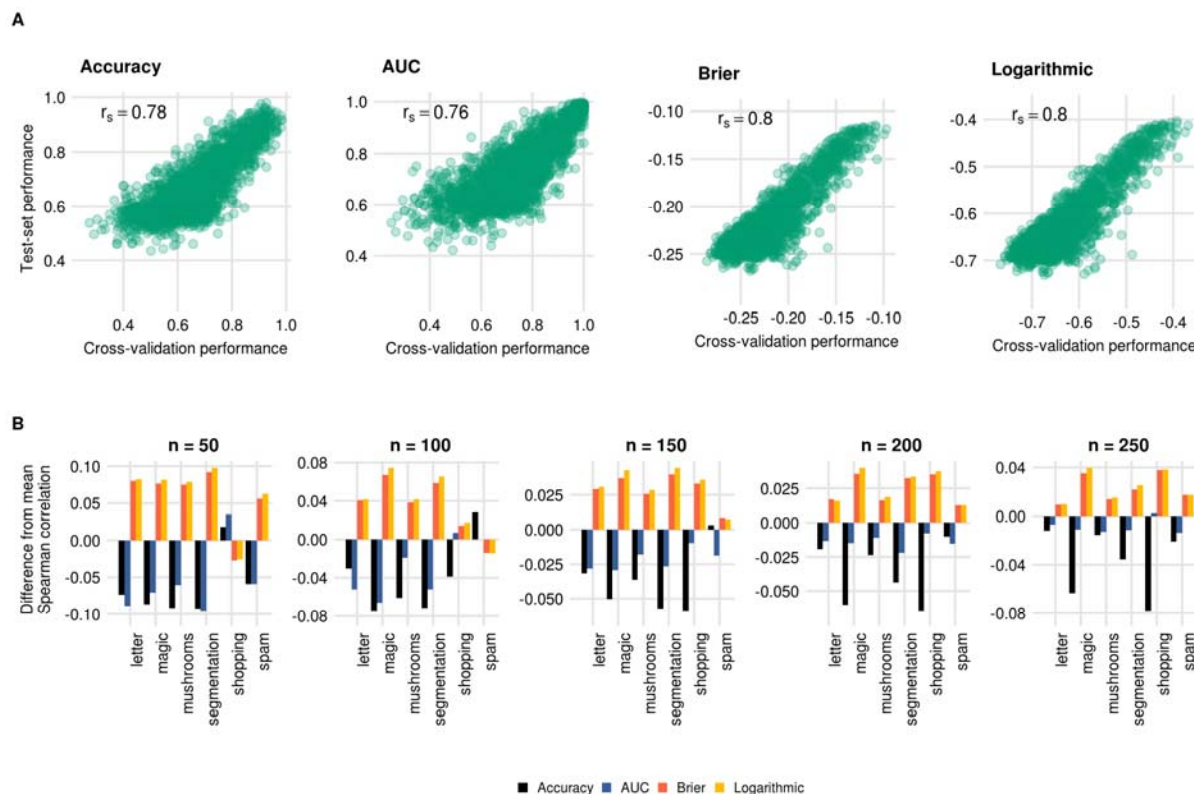 A
Accuracy
AUC
Brier
Logarithmic
rs = 0.78
rs = 0.76
rs = 0.8
rs = 0.8
Test-set performance
1.0
0.8
0.6
0.4
0.4 0.6 0.8 1.0
Cross-validation performance
1.0
0.8
0.6
0.4
0.4 0.6 0.8 1.0
Cross-validation performance
-0.10
-0.15
-0.20
-0.25
-0.25 -0.20 -0.15 -0.10
Cross-validation performance
-0.4
-0.5
-0.6
-0.7
-0.7 -0.6 -0.5 -0.4
Cross-validation performance
B
Difference from mean
Spearman correlation
n = 50
0.10
0.05
0.00
-0.05
-0.10
letter
magic
mushrooms
segmentation
shopping
spam
n = 100
0.08
0.04
0.00
-0.04
-0.08
letter
magic
mushrooms
segmentation
shopping
spam
n = 150
0.025
0.000
-0.025
-0.050
letter
magic
mushrooms
segmentation
shopping
spam
n = 200
0.025
0.000
-0.025
-0.050
letter
magic
mushrooms
segmentation
shopping
spam
n = 250
0.04
0.00
-0.04
-0.08
letter
magic
mushrooms
segmentation
shopping
spam
Accuracy AUC Brier Logarithmic